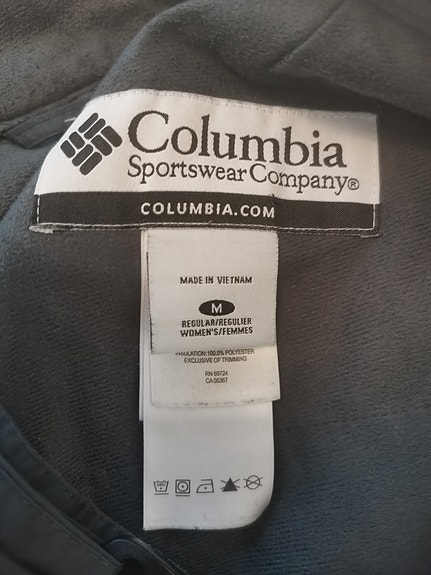 Columbia
Sportswear Company®
COLUMBIA.COM
MADE IN VIETNAM
M
REGULAR/REGULIER
WOMEN'S/FEMMES
INSULATION: 100.0% POLYESTER
EXCLUSIVE OF TRIMMING
RN 69724
CA 05367